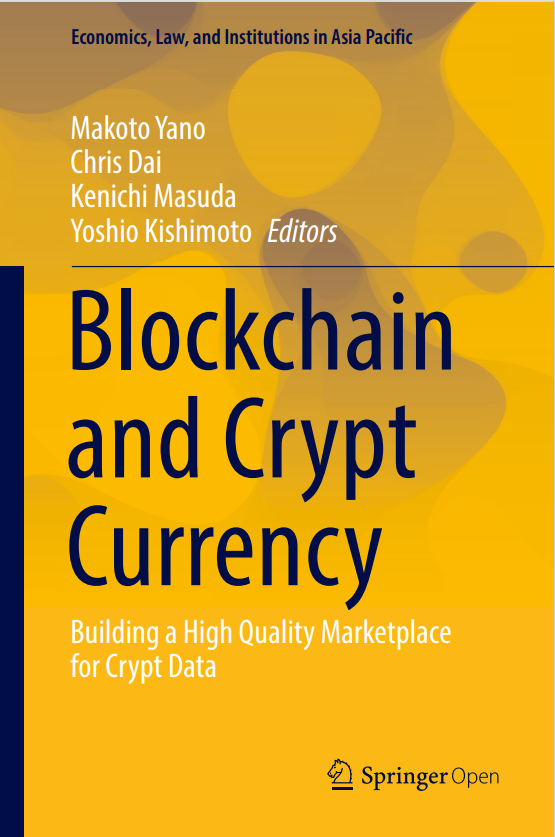 Economics, Law, and Institutions in Asia Pacific
Makoto Yano
Chris Dai
Kenichi Masuda
Yoshio Kishimoto Editors
Blockchain
and Crypt
Currency
Building a High Quality Marketplace
for Crypt Data
Springer Open